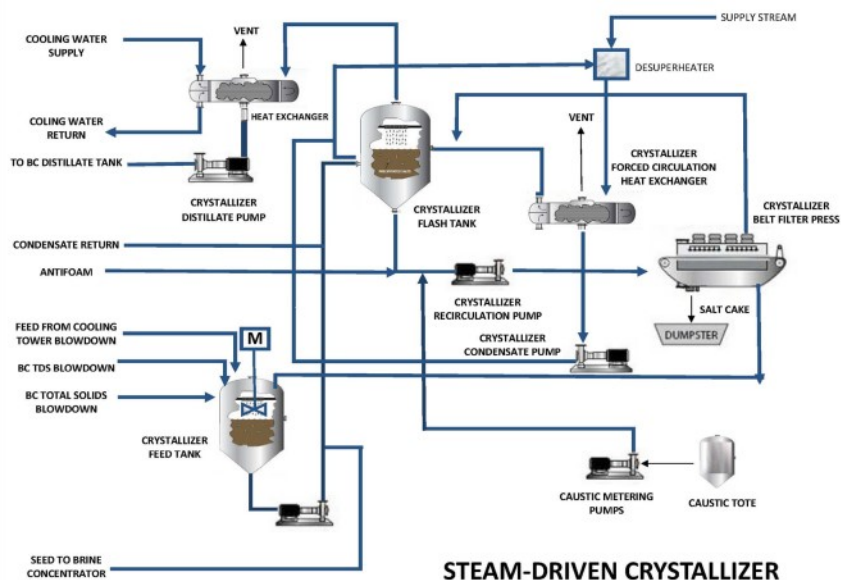 COOLING WATER
SUPPLY
VENT
SUPPLY STREAM
DESUPERHEATER
HEAT EXCHANGER
COLING WATER
RETURN
TO BC DISTILLATE TANK
CRYSTALLIZER
DISTILLATE PUMP
VENT
CRYSTALLIZER
FORCED CIRCULATION
HEAT EXCHANGER
CRYSTALLIZER
FLASH TANK
CRYSTALLIZER
BELT FILTER PRESS
CONDENSATE RETURN
ANTIFOAM
CRYSTALLIZER
RECIRCULATION PUMP
SALT CAKE
DUMPSTER
FEED FROM COOLING
TOWER BLOWDOWN
M
CRYSTALLIZER
CONDENSATE PUMP
BC TDS BLOWDOWN
BC TOTAL SOLIDS
BLOWDOWN
CRYSTALLIZER
FEED TANK
CAUSTIC METERING
PUMPS
CAUSTIC TOTE
SEED TO BRINE
CONCENTRATOR
STEAM-DRIVEN CRYSTALLIZER